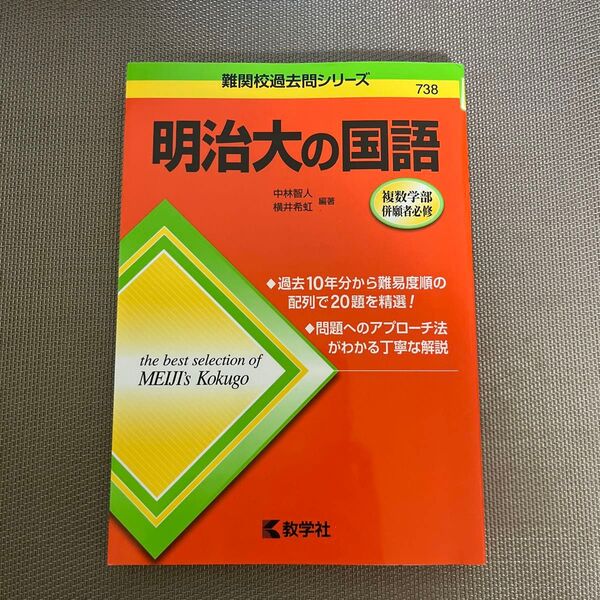 難関校過去問シリーズ
738
明治大の国語
中林智人
横井希虹
編著
複数学部
併願者必修
◆過去10年分から難易度順の
配列で20題を精選！
◆問題へのアプローチ法
がわかる丁寧な解説
the best selection of
MEIJI's Kokugo
教学社